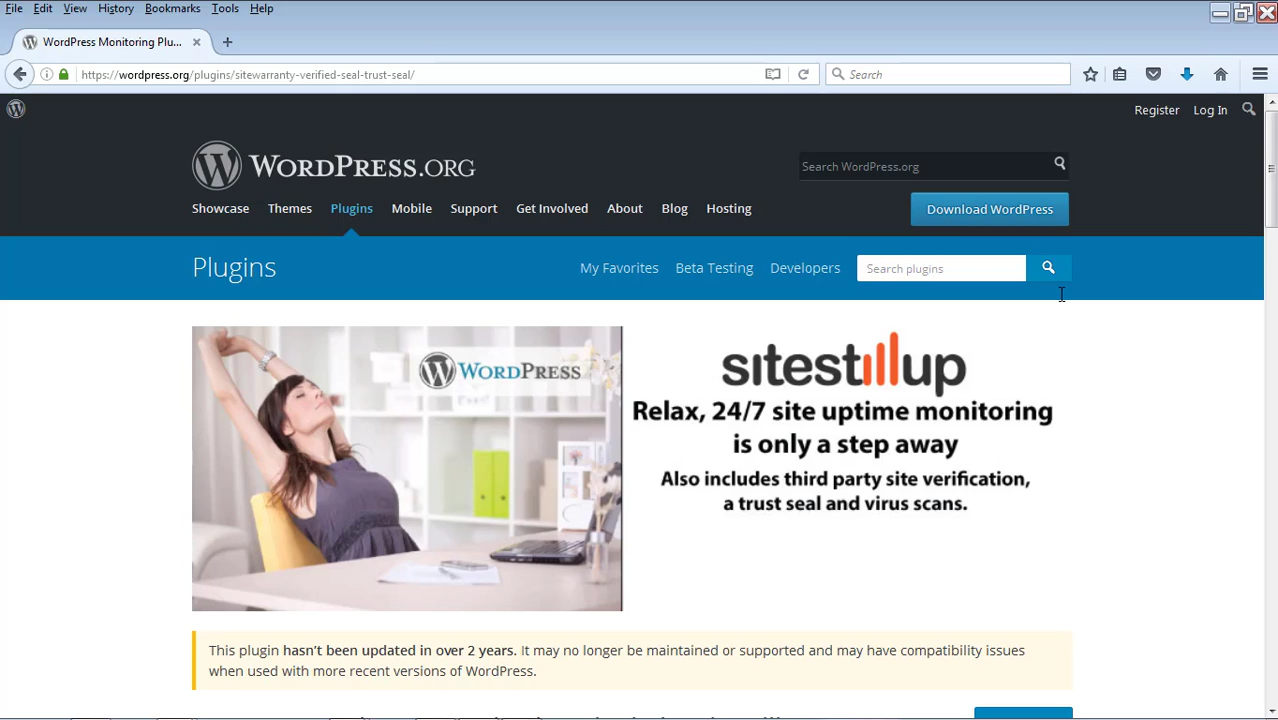 File Edit View History Bookmarks Tools Help
WordPress Monitoring Plu...
https://wordpress.org/plugins/sitewarranty-verified-seal-trust-seal/
Search
Register Log In
WORDPRESS.ORG
Search WordPress.org
Showcase Themes Plugins Mobile Support Get Involved About Blog Hosting
Download WordPress
Plugins
My Favorites Beta Testing Developers Search plugins
WORDPRESS
sitestillup
Relax, 24/7 site uptime monitoring
is only a step away
Also includes third party site verification,
a trust seal and virus scans.
This plugin hasn't been updated in over 2 years. It may no longer be maintained or supported and may have compatibility issues
when used with more recent versions of WordPress.